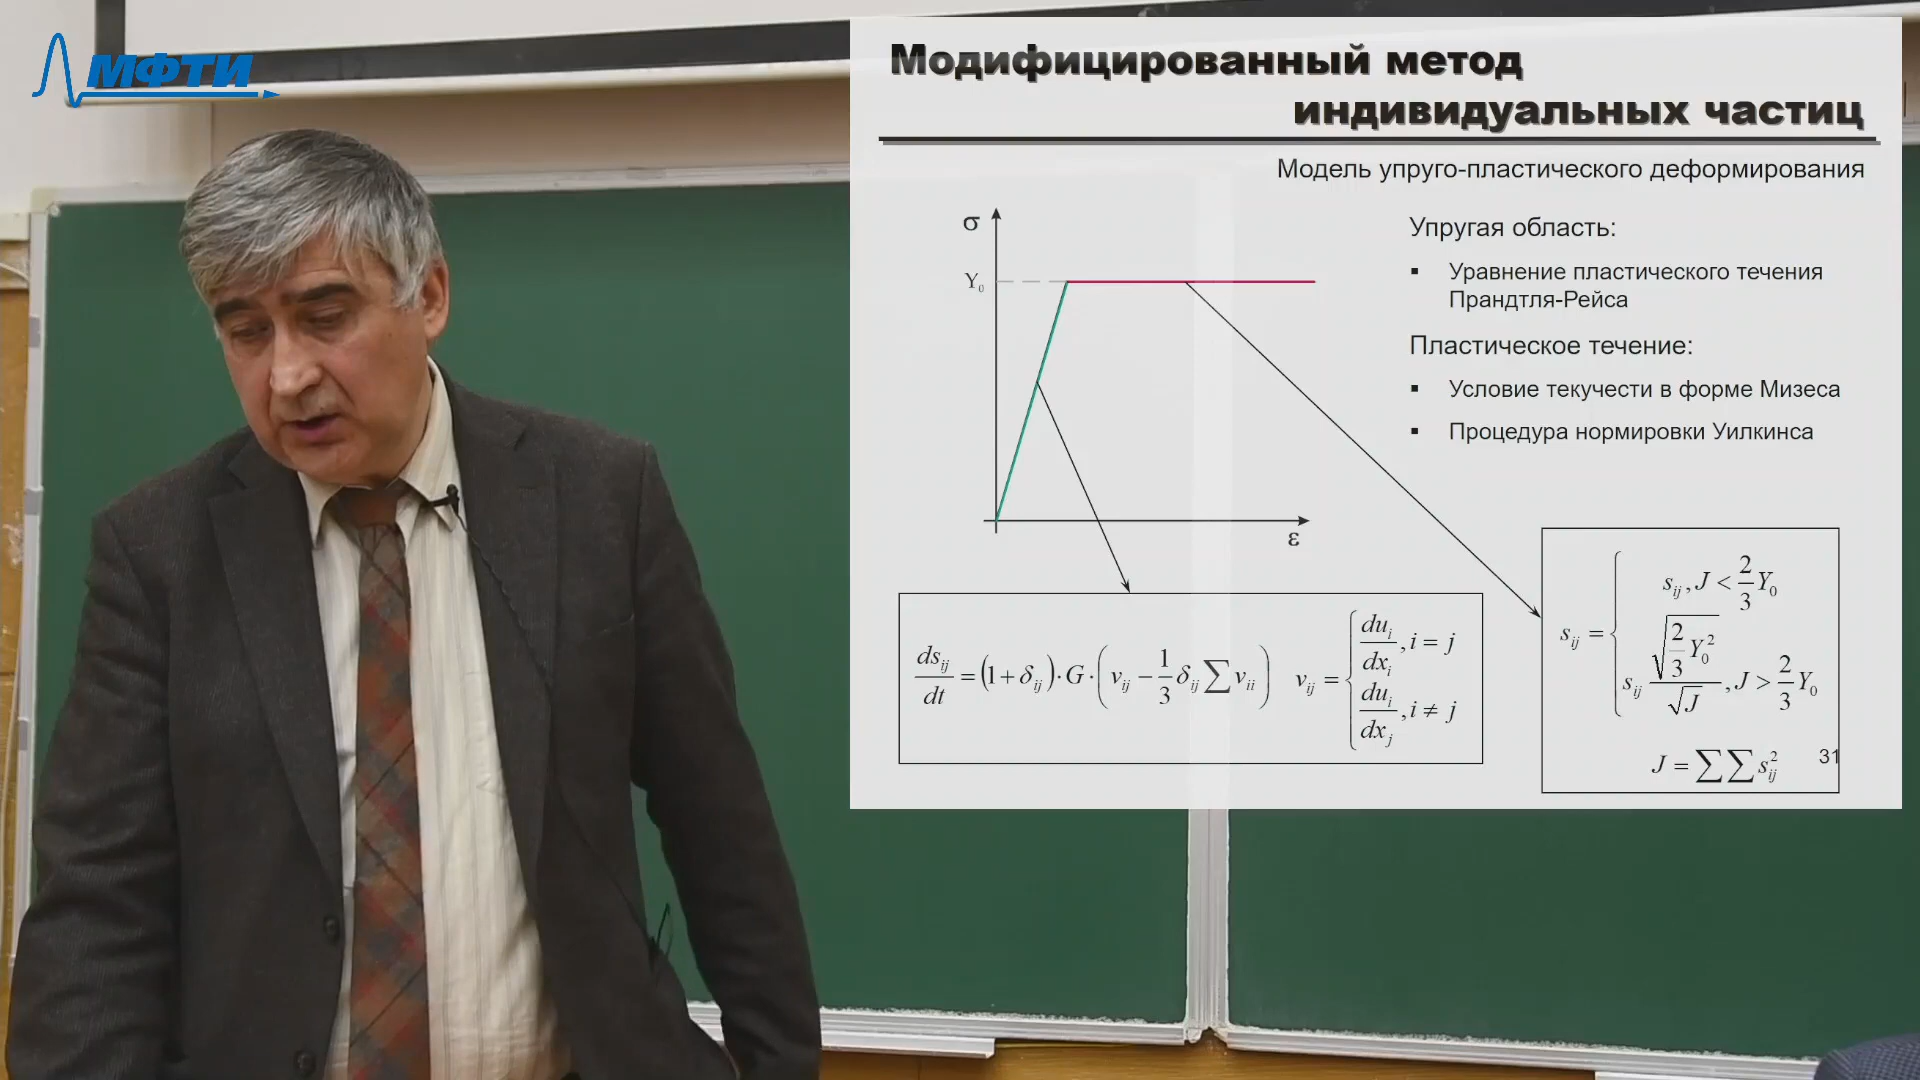 МФТИ
Модифицированный метод
индивидуальных частиц
Модель упруго-пластического деформирования
σ
Y₀
ε
Упругая область:
▪ Уравнение пластического течения
Прандтля-Рейса
Пластическое течение:
▪ Условие текучести в форме Мизеса
▪ Процедура нормировки Уилкинса
ds_ij/dt = (1 + δ_ij) · G · (v_ij − 1/3 δ_ij ∑ v_ii) v_ij = { du_i/dx_i , i = j
du_i/dx_j , i ≠ j
s_ij = { s_ij , J < 2/3 Y₀
s_ij √(2/3 Y₀²)/√J , J > 2/3 Y₀
J = ∑∑ s_ij²
31